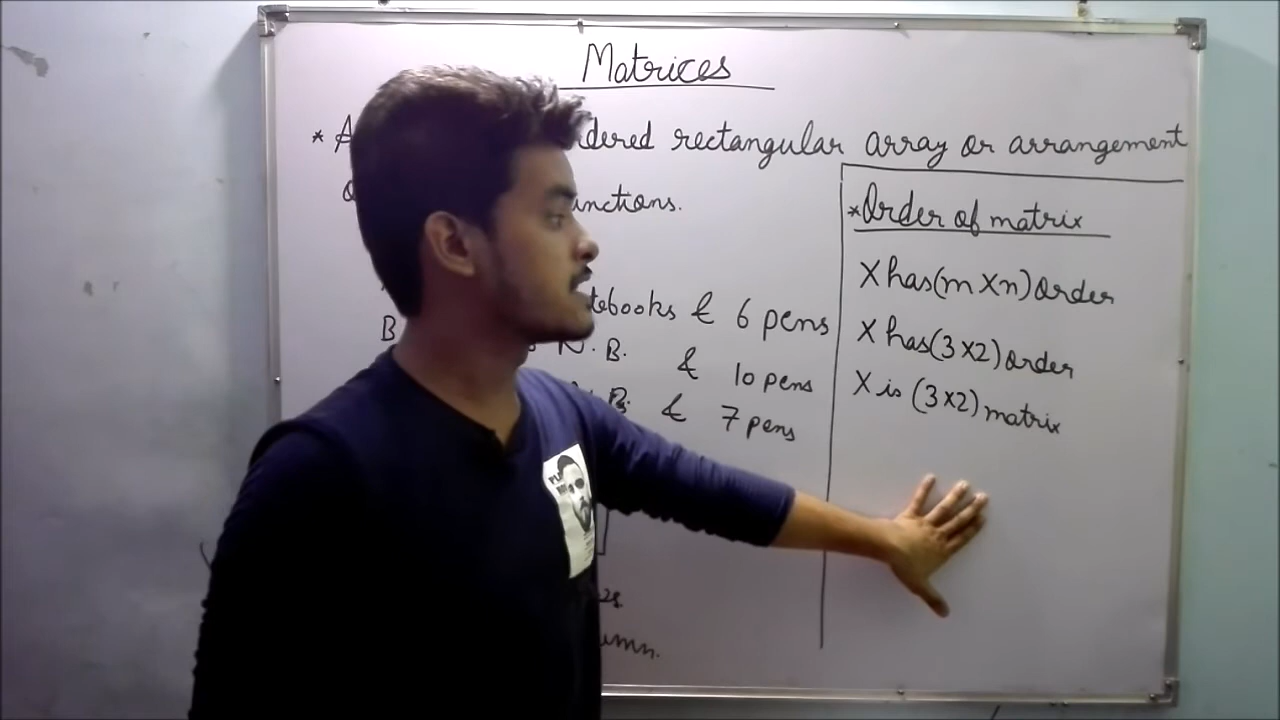 Matrices
* A dered rectangular array or arrangement
unctions.
tebooks & 6 pens
B N.B. & 10 pens
N.B. & 7 pens
umn.
*Order of matrix
X has (m X n) order
X has (3 X 2) order
X is (3 X 2) matrix